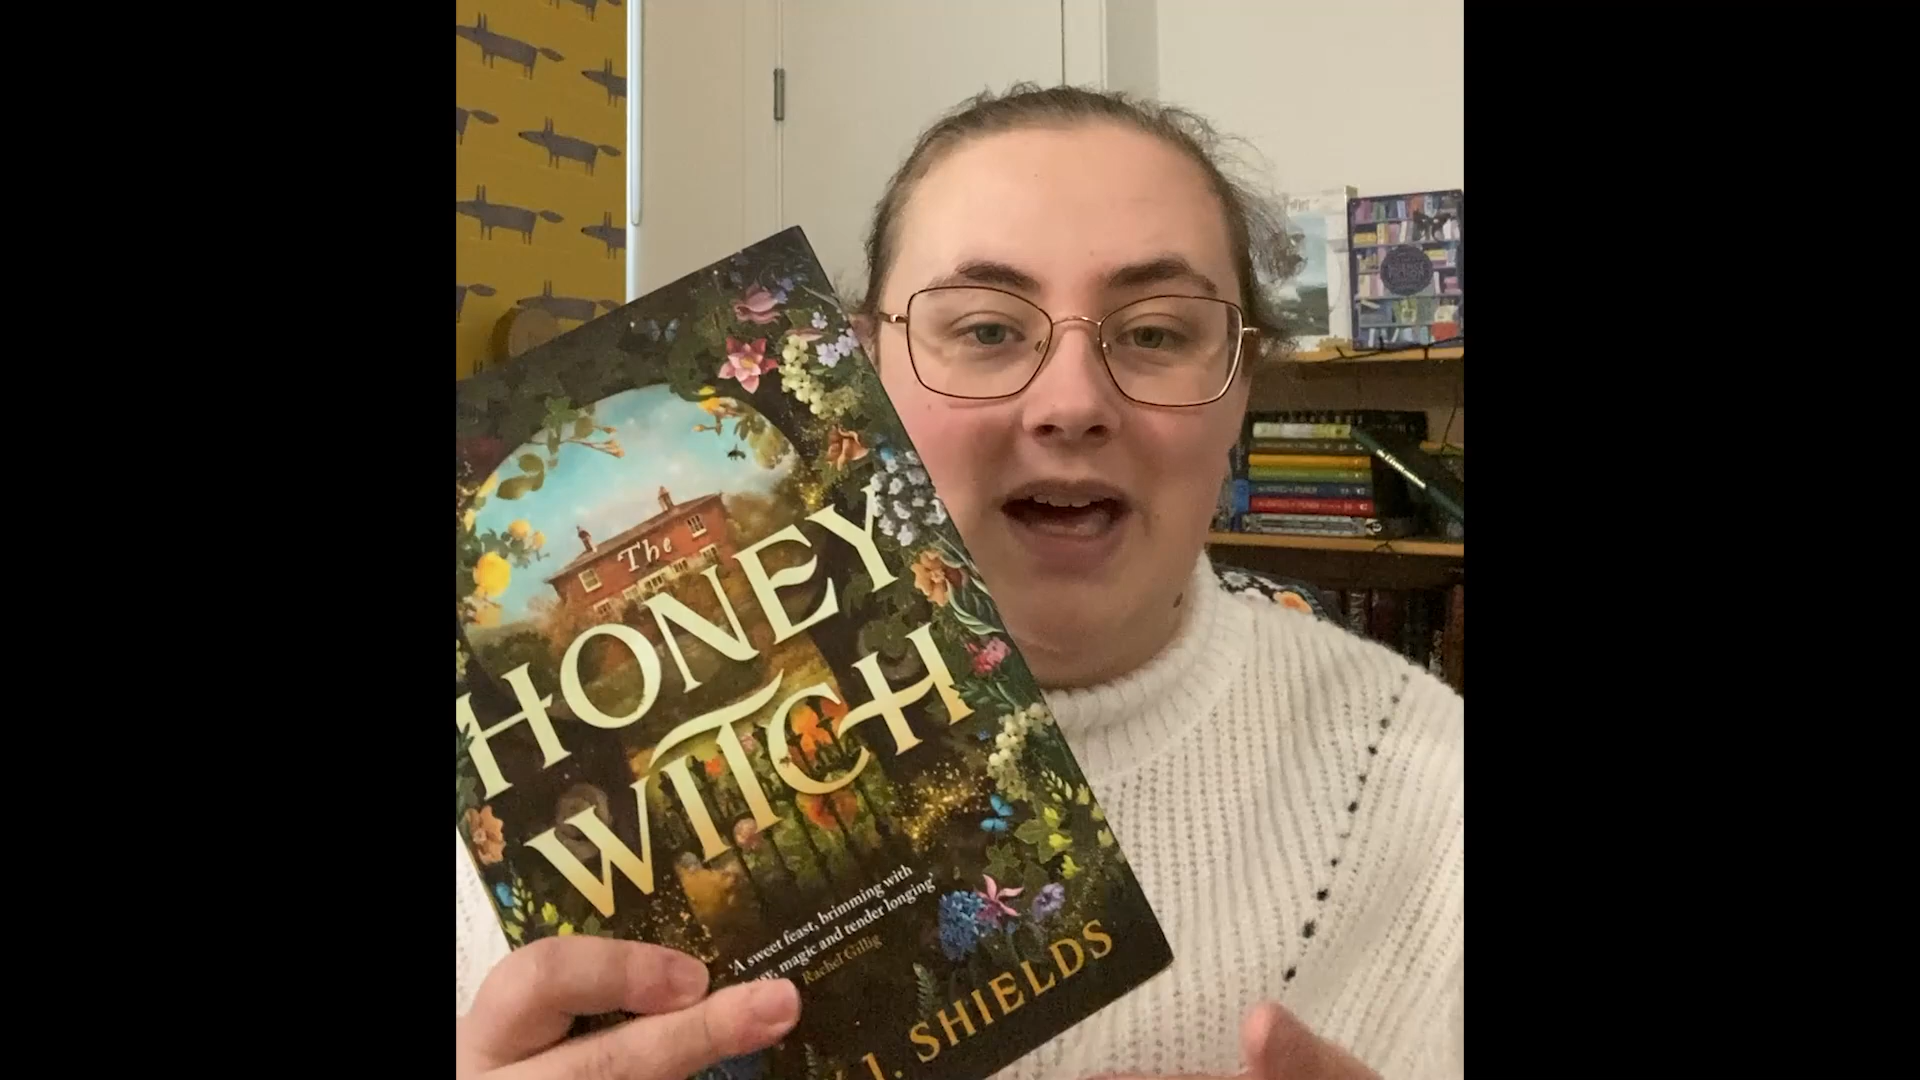 The
HONEY
WITCH
'A sweet feast, brimming with
magic and tender longing'
Rachel Gillig
J. SHIELDS